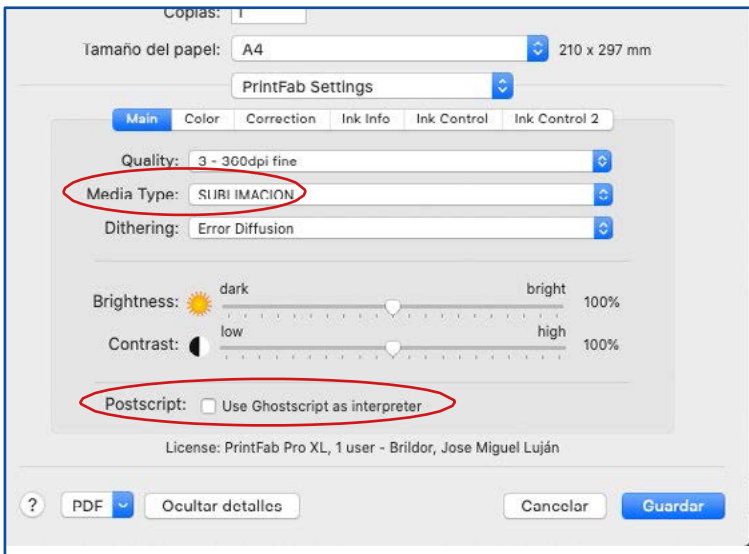 Copias: 1
Tamaño del papel: A4 210 x 297 mm
PrintFab Settings
Main Color Correction Ink Info Ink Control Ink Control 2
Quality: 3 - 360dpi fine
Media Type: SUBLIMACION
Dithering: Error Diffusion
dark bright
Brightness: 100%
low high
Contrast: 100%
Postscript: Use Ghostscript as interpreter
License: PrintFab Pro XL, 1 user - Brildor, Jose Miguel Luján
? PDF Ocultar detalles Cancelar Guardar